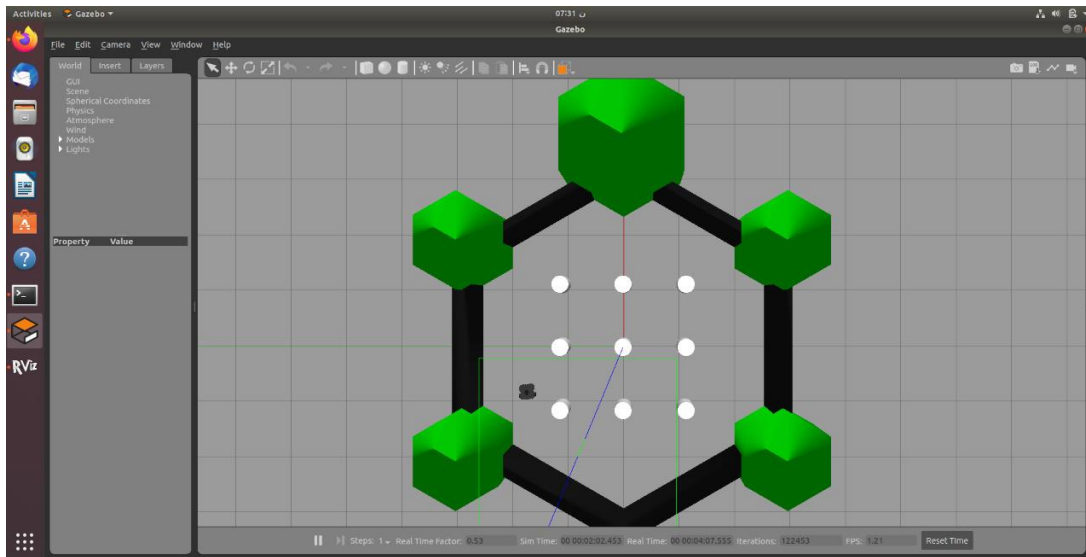 Activities Gazebo 07:31 ن
Gazebo
File Edit Camera View Window Help
World Insert Layers
GUI
Scene
Spherical Coordinates
Physics
Atmosphere
Wind
Models
Lights
Property Value
RViz
Steps: 1 Real Time Factor: 0.53 Sim Time: 00 00:02:02.453 Real Time: 00 00:04:07.555 Iterations: 122453 FPS: 1.21 Reset Time